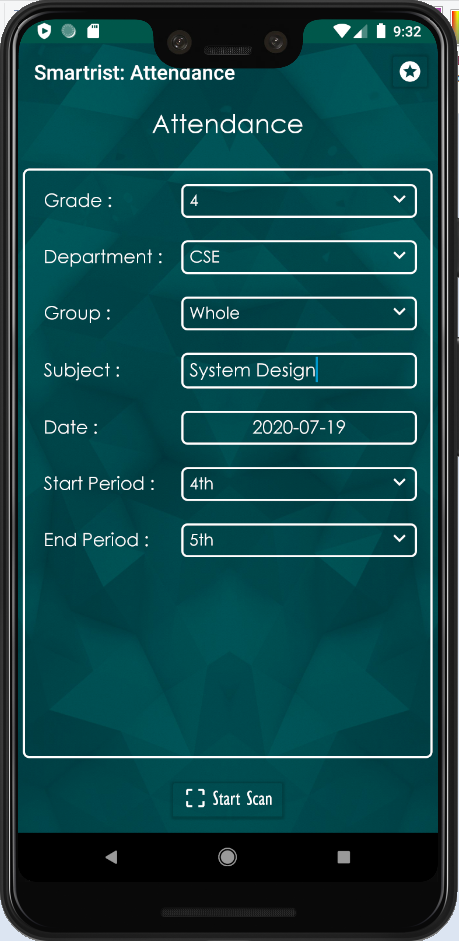 9:32
Smartrist: Attendance
Attendance
Grade : 4
Department : CSE
Group : Whole
Subject : System Design
Date : 2020-07-19
Start Period : 4th
End Period : 5th
Start Scan